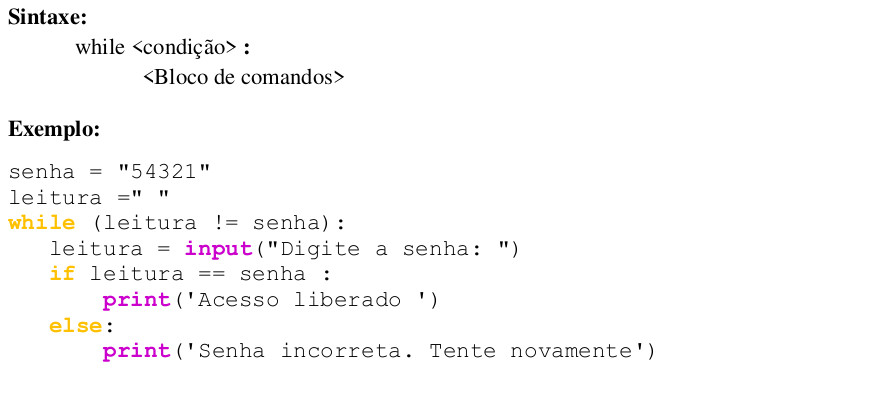 Sintaxe:
while <condição> :
<Bloco de comandos>
Exemplo:
senha = "54321"
leitura =" "
while (leitura != senha):
leitura = input("Digite a senha: ")
if leitura == senha :
print('Acesso liberado ')
else:
print('Senha incorreta. Tente novamente')